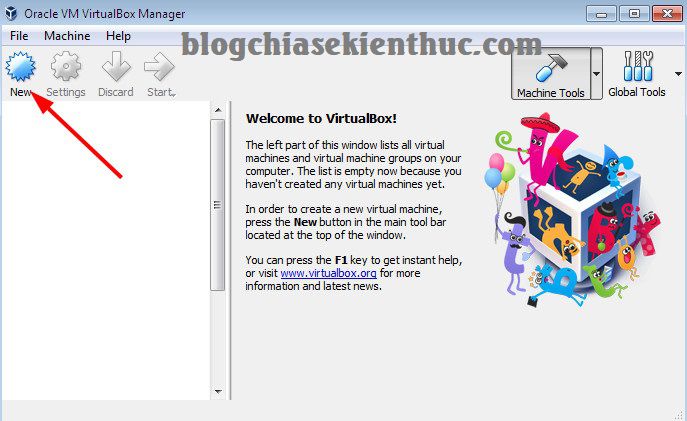 Oracle VM VirtualBox Manager
File Machine Help
blogchiasekienthuc.com
New Settings Discard Start
Machine Tools Global Tools
Welcome to VirtualBox!
The left part of this window lists all virtual
machines and virtual machine groups on your
computer. The list is empty now because you
haven't created any virtual machines yet.
In order to create a new virtual machine,
press the New button in the main tool bar
located at the top of the window.
You can press the F1 key to get instant help,
or visit www.virtualbox.org for more
information and latest news.